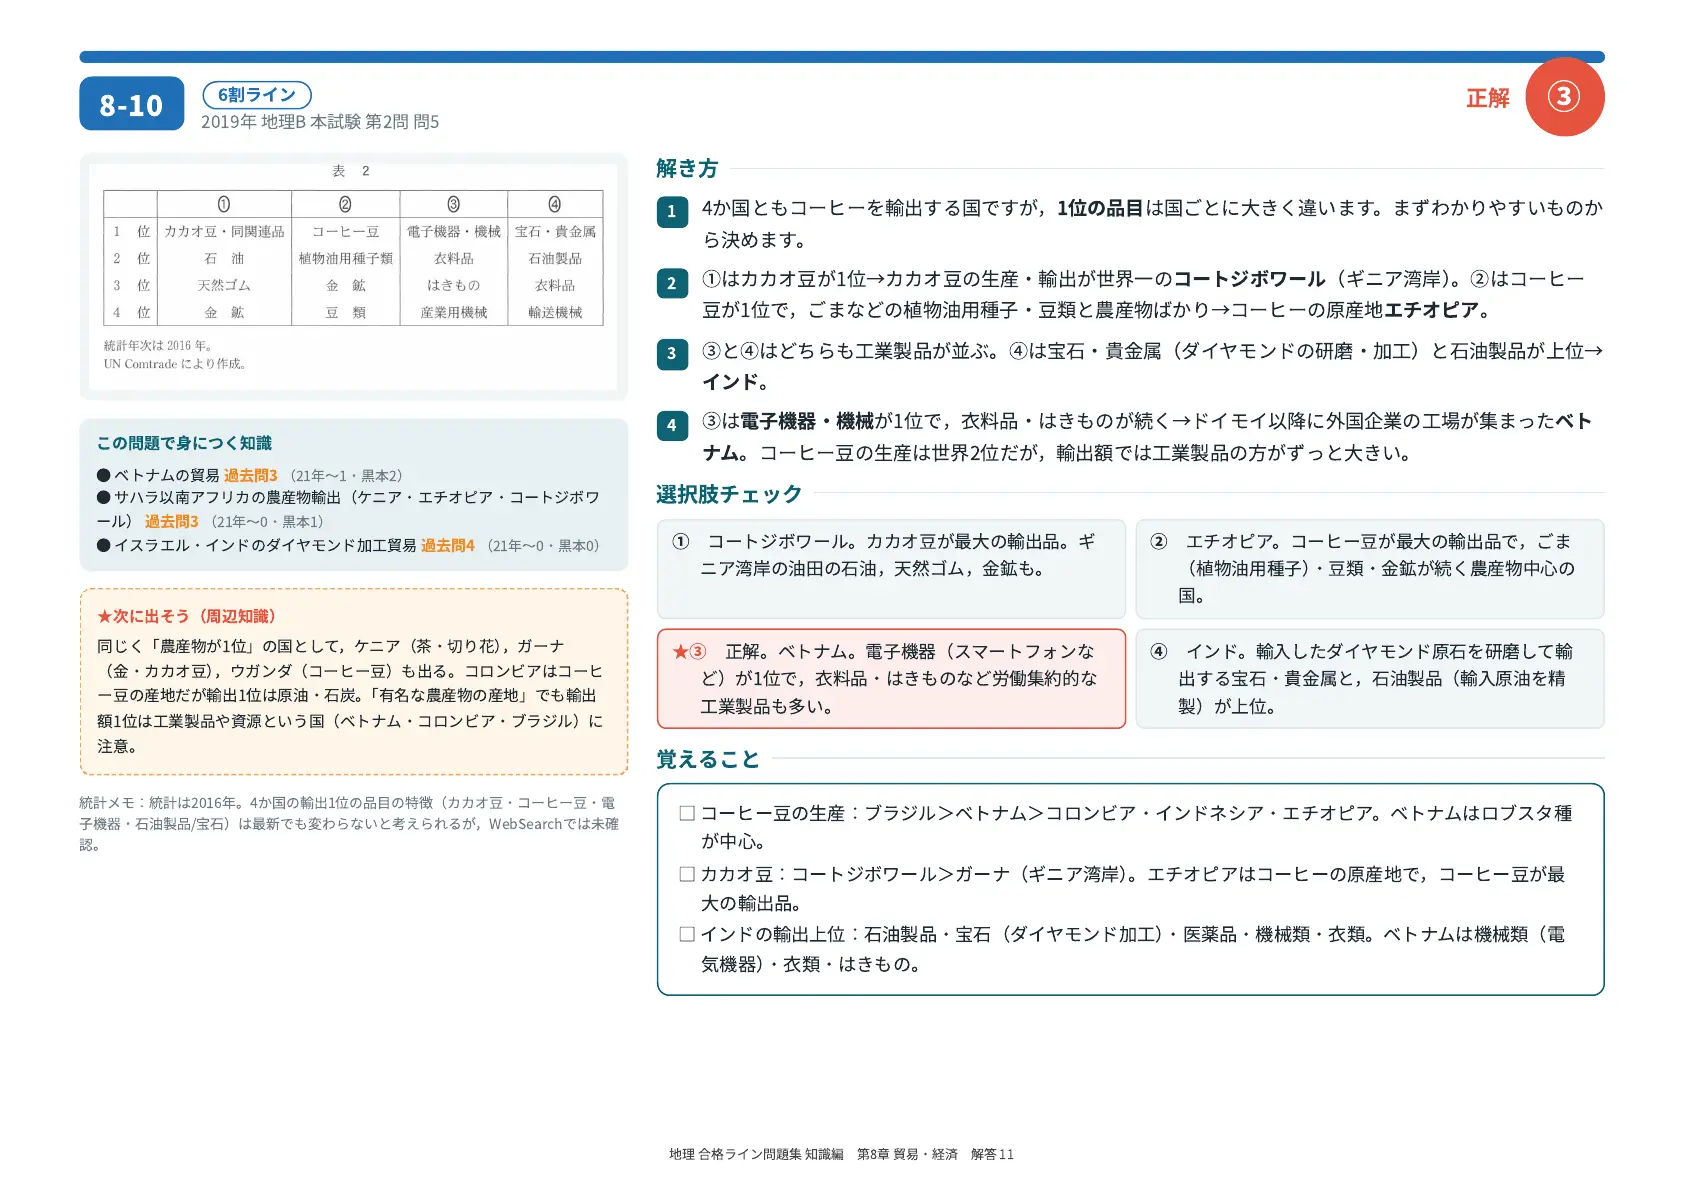 8-10
6割ライン
2019年 地理B 本試験 第2問 問5
正解 ③
表 2
① ② ③ ④
1 位 カカオ豆・同関連品 コーヒー豆 電子機器・機械 宝石・貴金属
2 位 石 油 植物油用種子類 衣料品 石油製品
3 位 天然ゴム 金 鉱 はきもの 衣料品
4 位 金 鉱 豆 類 産業用機械 輸送機械
統計年次は 2016 年。
UN Comtrade により作成。
この問題で身につく知識
●ベトナムの貿易 過去問3 (21年〜1・黒本2)
●サハラ以南アフリカの農産物輸出（ケニア・エチオピア・コートジボワ
ール） 過去問3 (21年〜0・黒本1)
●イスラエル・インドのダイヤモンド加工貿易 過去問4 (21年〜0・黒本0)
★次に出そう（周辺知識）
同じく「農産物が1位」の国として，ケニア（茶・切り花），ガーナ
（金・カカオ豆），ウガンダ（コーヒー豆）も出る。コロンビアはコーヒ
ー豆の産地だが輸出1位は原油・石炭。「有名な農産物の産地」でも輸出
額1位は工業製品や資源という国（ベトナム・コロンビア・ブラジル）に
注意。
統計メモ：統計は2016年。4か国の輸出1位の品目の特徴（カカオ豆・コーヒー豆・電
子機器・石油製品/宝石）は最新でも変わらないと考えられるが，WebSearchでは未確
認。
解き方
1 4か国ともコーヒーを輸出する国ですが，1位の品目は国ごとに大きく違います。まずわかりやすいものか
ら決めます。
2 ①はカカオ豆が1位→カカオ豆の生産・輸出が世界一のコートジボワール（ギニア湾岸）。②はコーヒー
豆が1位で，ごまなどの植物油用種子・豆類と農産物ばかり→コーヒーの原産地エチオピア。
3 ③と④はどちらも工業製品が並ぶ。④は宝石・貴金属（ダイヤモンドの研磨・加工）と石油製品が上位→
インド。
4 ③は電子機器・機械が1位で，衣料品・はきものが続く→ドイモイ以降に外国企業の工場が集まったベト
ナム。コーヒー豆の生産は世界2位だが，輸出額では工業製品の方がずっと大きい。
選択肢チェック
① コートジボワール。カカオ豆が最大の輸出品。ギ
ニア湾岸の油田の石油，天然ゴム，金鉱も。
② エチオピア。コーヒー豆が最大の輸出品で，ごま
（植物油用種子）・豆類・金鉱が続く農産物中心の
国。
★③ 正解。ベトナム。電子機器（スマートフォンな
ど）が1位で，衣料品・はきものなど労働集約的な
工業製品も多い。
④ インド。輸入したダイヤモンド原石を研磨して輸
出する宝石・貴金属と，石油製品（輸入原油を精
製）が上位。
覚えること
□ コーヒー豆の生産：ブラジル＞ベトナム＞コロンビア・インドネシア・エチオピア。ベトナムはロブスタ種
が中心。
□ カカオ豆：コートジボワール＞ガーナ（ギニア湾岸）。エチオピアはコーヒーの原産地で，コーヒー豆が最
大の輸出品。
□ インドの輸出上位：石油製品・宝石（ダイヤモンド加工）・医薬品・機械類・衣類。ベトナムは機械類（電
気機器）・衣類・はきもの。
地理 合格ライン問題集 知識編 第8章 貿易・経済 解答11